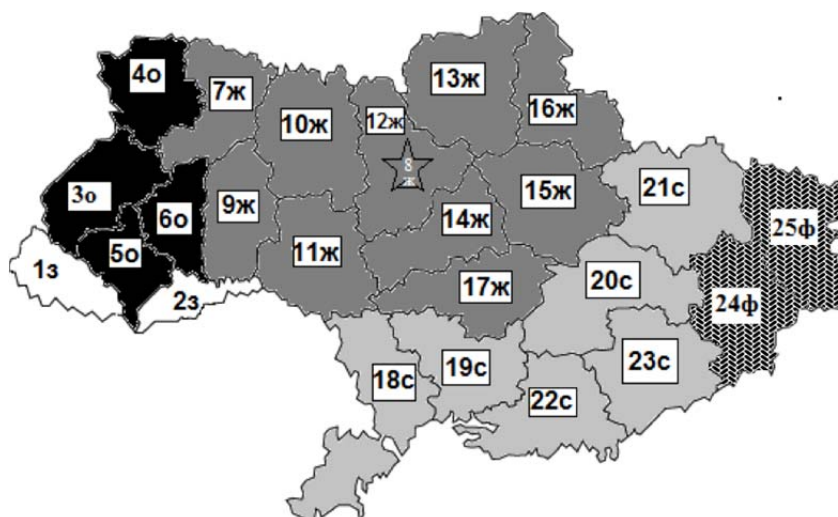 4о
7ж
10ж
12ж
13ж
16ж
8
ж
3о
6о
9ж
14ж
15ж
21с
25ф
1з
5о
2з
11ж
17ж
20с
24ф
18с
19с
22с
23с